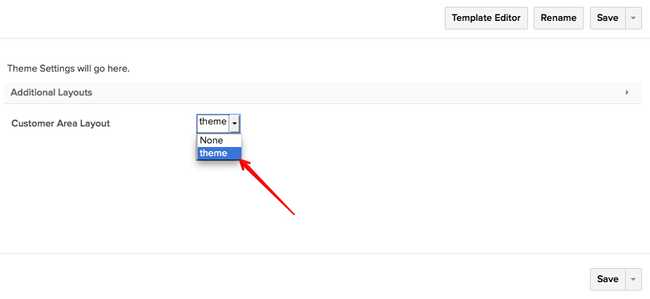 Template Editor Rename Save
Theme Settings will go here.
Additional Layouts
Customer Area Layout theme
None
theme
Save